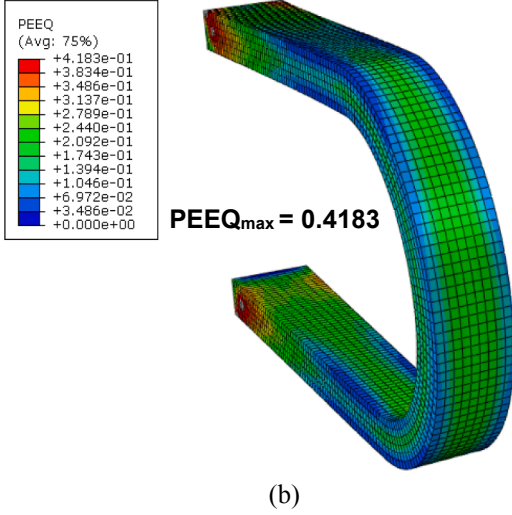 PEEQ
(Avg: 75%)
+4.183e-01
+3.834e-01
+3.486e-01
+3.137e-01
+2.789e-01
+2.440e-01
+2.092e-01
+1.743e-01
+1.394e-01
+1.046e-01
+6.972e-02
+3.486e-02
+0.000e+00
PEEQmax = 0.4183
(b)